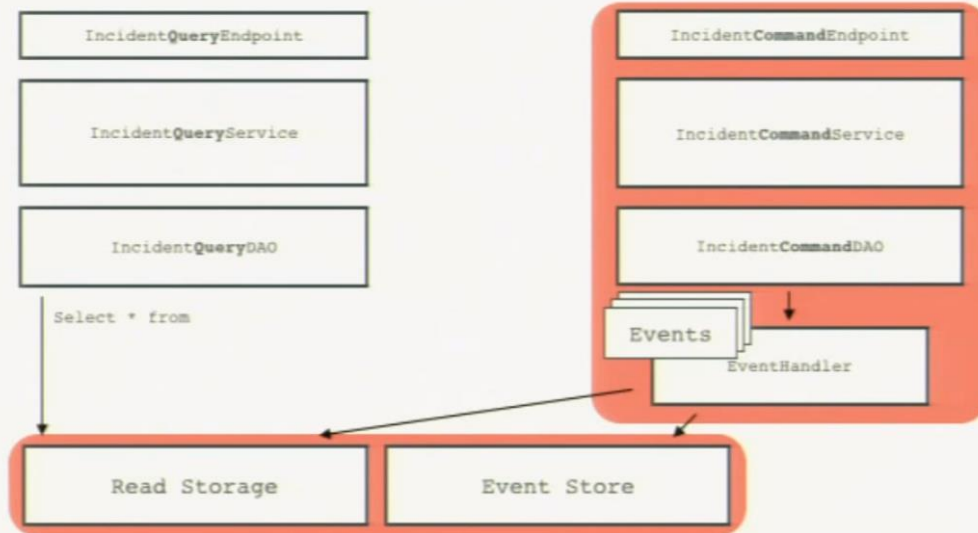 IncidentQueryEndpoint
IncidentQueryService
IncidentQueryDAO
Select * from
IncidentCommandEndpoint
IncidentCommandService
IncidentCommandDAO
Events
EventHandler
Read Storage
Event Store